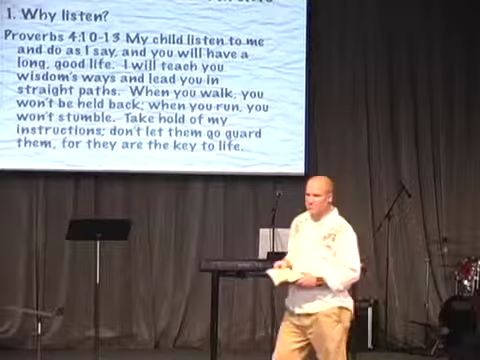 1. Why listen?
Proverbs 4:10-13 My child listen to me
and do as I say, and you will have a
long, good life. I will teach you
wisdom's ways and lead you in
straight paths. When you walk, you
won't be held back; when you run, you
won't stumble. Take hold of my
instructions; don't let them go guard
them, for they are the key to life.